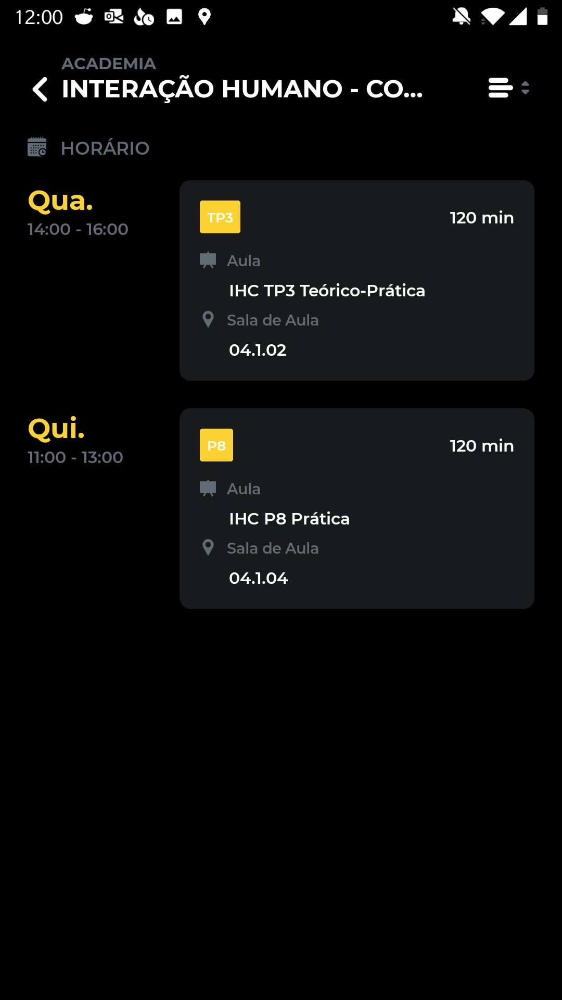 12:00
ACADEMIA
INTERAÇÃO HUMANO - CO...
HORÁRIO
Qua.
14:00 - 16:00
TP3
120 min
Aula
IHC TP3 Teórico-Prática
Sala de Aula
04.1.02
Qui.
11:00 - 13:00
P8
120 min
Aula
IHC P8 Prática
Sala de Aula
04.1.04